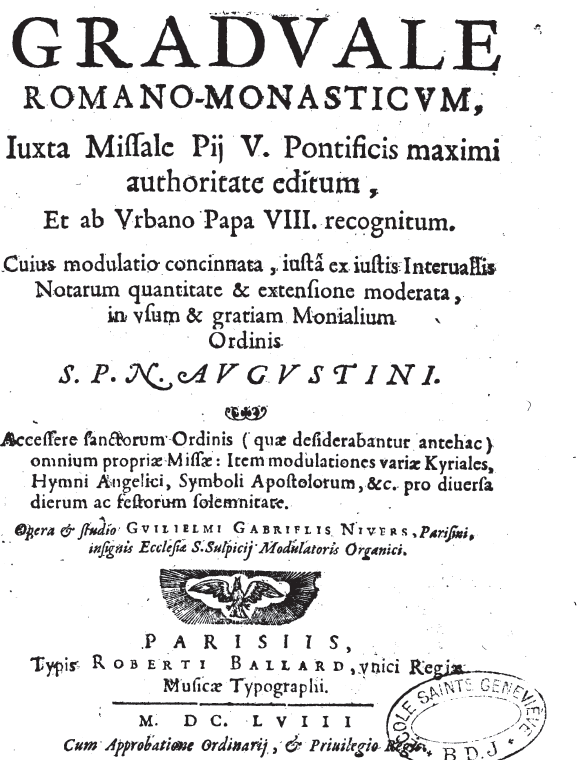 GRADVALE
ROMANO-MONASTICVM,
Iuxta Miſſale Pij V. Pontificis maximi
authoritate editum,
Et ab Vrbano Papa VIII. recognitum.
Cuius modulatio concinnata, iuſtâ ex iuſtis Interuallis
Notarum quantitate & extenſione moderata,
in vſum & gratiam Monialium
Ordinis
S. P. N. AVGVSTINI.
Acceſſere ſanctorum Ordinis (quæ deſiderabantur antehac)
omnium propriæ Miſſæ: Item modulationes variæ Kyriales,
Hymni Angelici, Symboli Apoſtolorum, &c. pro diuerſa
dierum ac feſtorum ſolemnitate.
Opera & ſtudio GVILIELMI GABRIELIS NIVERS, Pariſini,
inſignis Eccleſiæ S. Sulpicij Modulatoris Organici.
PARISIIS,
Typis ROBERTI BALLARD, vnici Regiæ
Muſicæ Typographi.
M. DC. LVIII
Cum Approbatione Ordinarij, & Priuilegio Regis.
ECOLE SAINTE GENEVIÈVE
B D J